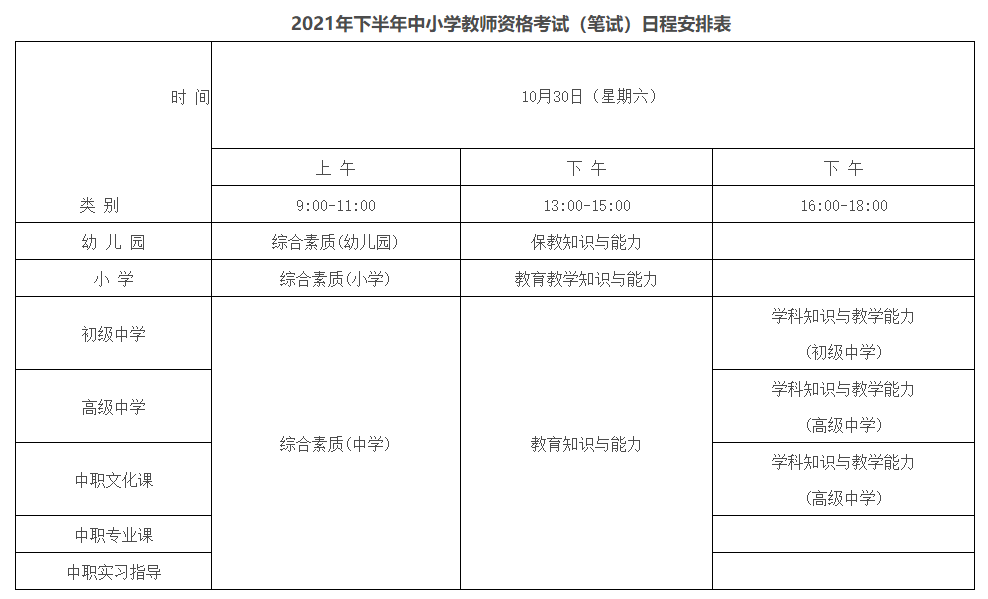 2021年下半年中小学教师资格考试（笔试）日程安排表
时 间
10月30日（星期六）
上 午
下 午
下 午
类 别
9:00-11:00
13:00-15:00
16:00-18:00
幼 儿 园
综合素质(幼儿园)
保教知识与能力
小 学
综合素质(小学)
教育教学知识与能力
初级中学
学科知识与教学能力
(初级中学)
高级中学
学科知识与教学能力
(高级中学)
综合素质(中学)
教育知识与能力
中职文化课
学科知识与教学能力
(高级中学)
中职专业课
中职实习指导